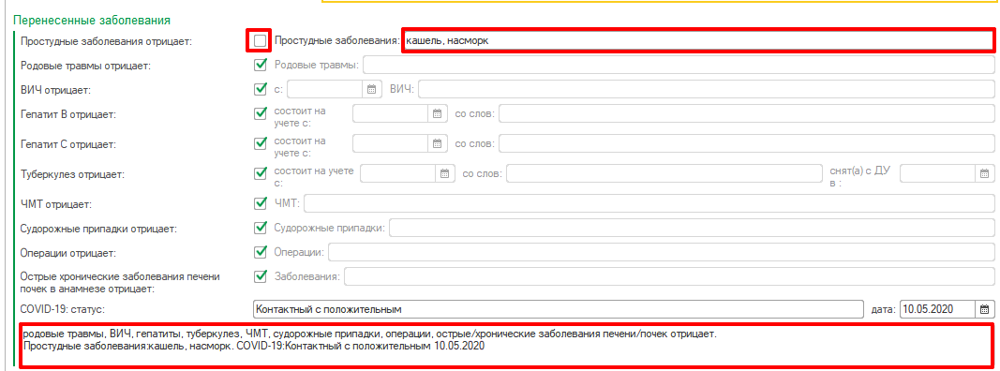 Перенесенные заболевания
Простудные заболевания отрицает: Простудные заболевания: кашель, насморк
Родовые травмы отрицает: Родовые травмы:
ВИЧ отрицает: с: ВИЧ:
Гепатит В отрицает: состоит на учете с: со слов:
Гепатит С отрицает: состоит на учете с: со слов:
Туберкулез отрицает: состоит на учете с: со слов: снят(а) с ДУ в :
ЧМТ отрицает: ЧМТ:
Судорожные припадки отрицает: Судорожные припадки:
Операции отрицает: Операции:
Острые хронические заболевания печени
почек в анамнезе отрицает: Заболевания:
COVID-19: статус: Контактный с положительным дата: 10.05.2020
родовые травмы, ВИЧ, гепатиты, туберкулез, ЧМТ, судорожные припадки, операции, острые/хронические заболевания печени/почек отрицает.
Простудные заболевания:кашель, насморк. COVID-19:Контактный с положительным 10.05.2020